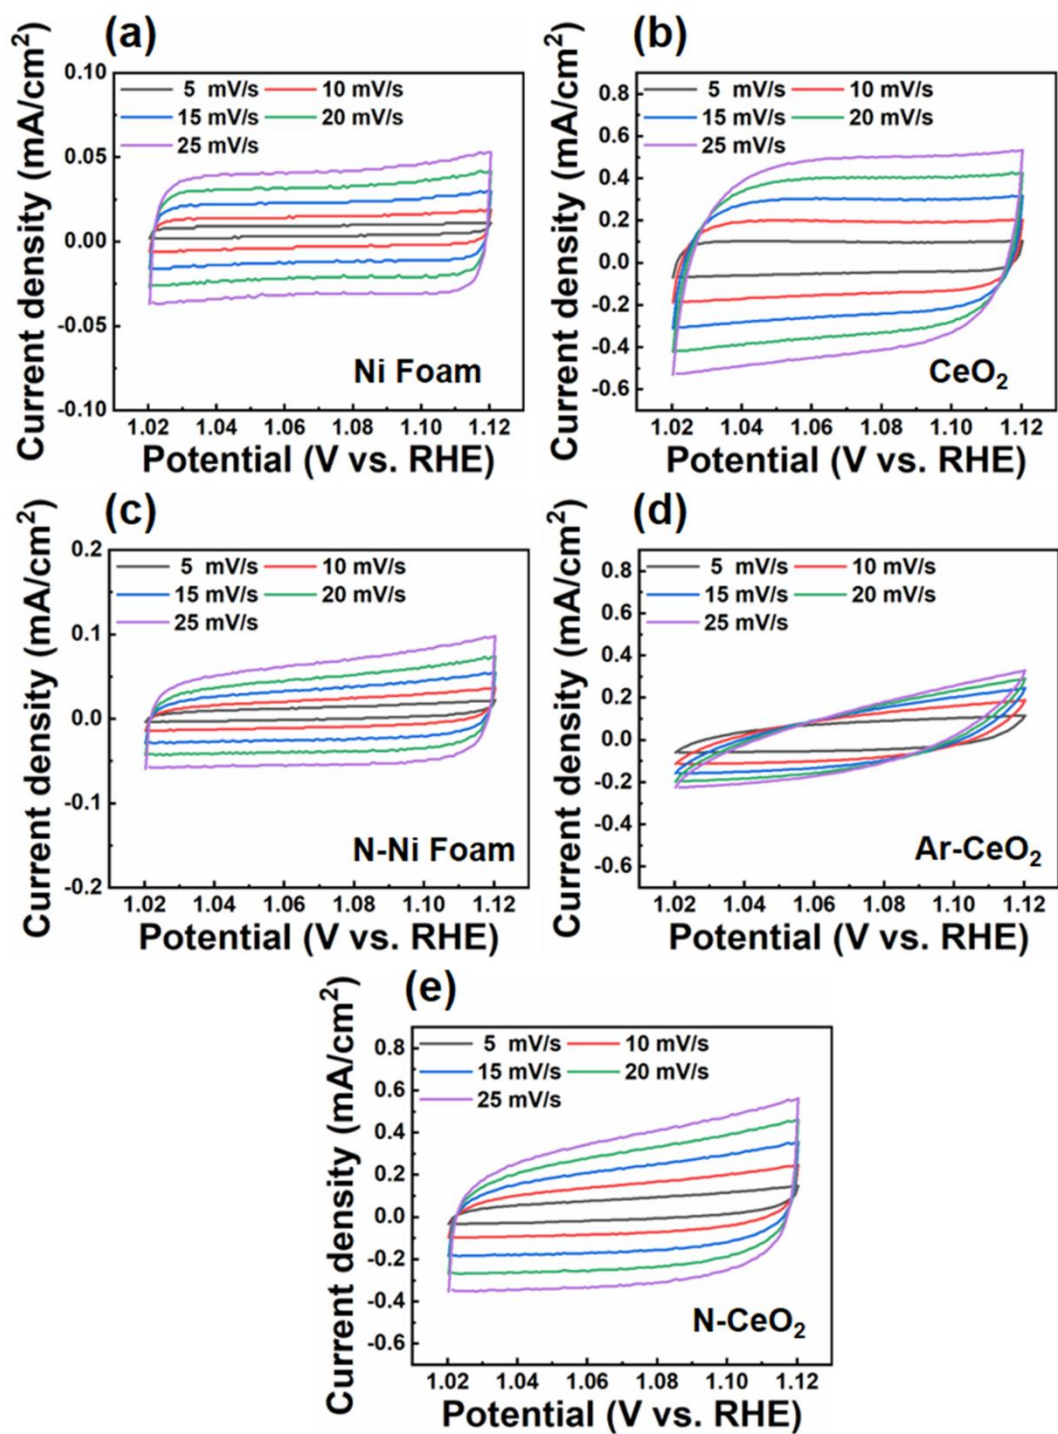 (a)
Current density (mA/cm²)
0.10
0.05
0.00
-0.05
-0.10
5 mV/s 10 mV/s
15 mV/s 20 mV/s
25 mV/s
Ni Foam
1.02 1.04 1.06 1.08 1.10 1.12
Potential (V vs. RHE)
(b)
Current density (mA/cm²)
0.8
0.6
0.4
0.2
0.0
-0.2
-0.4
-0.6
5 mV/s 10 mV/s
15 mV/s 20 mV/s
25 mV/s
CeO₂
1.02 1.04 1.06 1.08 1.10 1.12
Potential (V vs. RHE)
(c)
Current density (mA/cm²)
0.2
0.1
0.0
-0.1
-0.2
5 mV/s 10 mV/s
15 mV/s 20 mV/s
25 mV/s
N-Ni Foam
1.02 1.04 1.06 1.08 1.10 1.12
Potential (V vs. RHE)
(d)
Current density (mA/cm²)
0.8
0.6
0.4
0.2
0.0
-0.2
-0.4
-0.6
5 mV/s 10 mV/s
15 mV/s 20 mV/s
25 mV/s
Ar-CeO₂
1.02 1.04 1.06 1.08 1.10 1.12
Potential (V vs. RHE)
(e)
Current density (mA/cm²)
0.8
0.6
0.4
0.2
0.0
-0.2
-0.4
-0.6
5 mV/s 10 mV/s
15 mV/s 20 mV/s
25 mV/s
N-CeO₂
1.02 1.04 1.06 1.08 1.10 1.12
Potential (V vs. RHE)